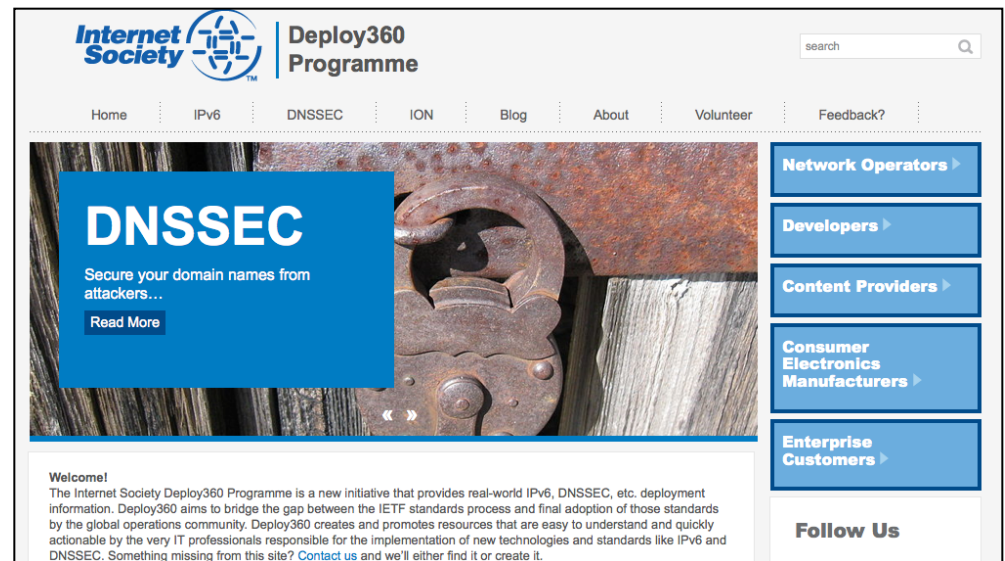 Internet
Society
TM
Deploy360
Programme
search
Home
IPv6
DNSSEC
ION
Blog
About
Volunteer
Feedback?
DNSSEC
Secure your domain names from
attackers…
Read More
« »
Network Operators
Developers
Content Providers
Consumer
Electronics
Manufacturers
Enterprise
Customers
Welcome!
The Internet Society Deploy360 Programme is a new initiative that provides real-world IPv6, DNSSEC, etc. deployment
information. Deploy360 aims to bridge the gap between the IETF standards process and final adoption of those standards
by the global operations community. Deploy360 creates and promotes resources that are easy to understand and quickly
actionable by the very IT professionals responsible for the implementation of new technologies and standards like IPv6 and
DNSSEC. Something missing from this site? Contact us and we'll either find it or create it.
Follow Us